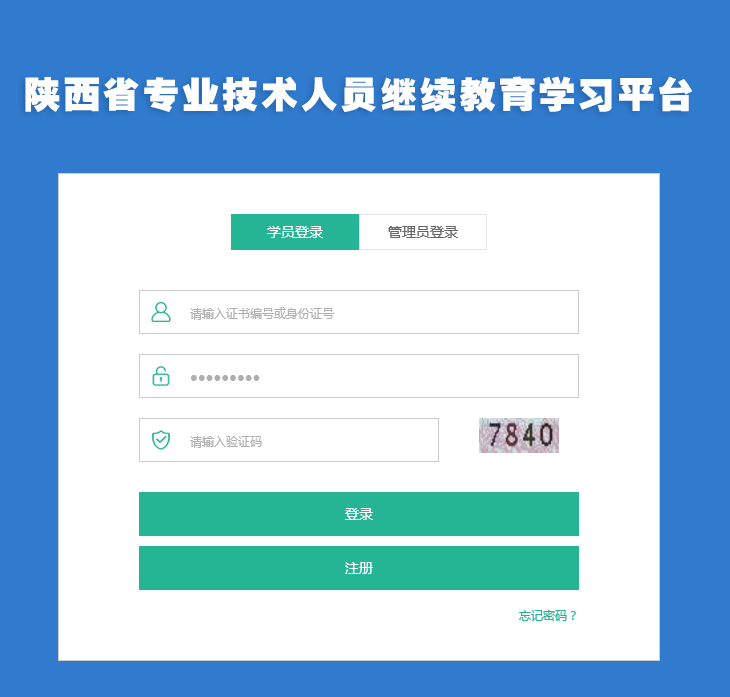 陕西省专业技术人员继续教育学习平台
学员登录 管理员登录
请输入证书编号或身份证号
●●●●●●●●●
请输入验证码 7840
登录
注册
忘记密码？